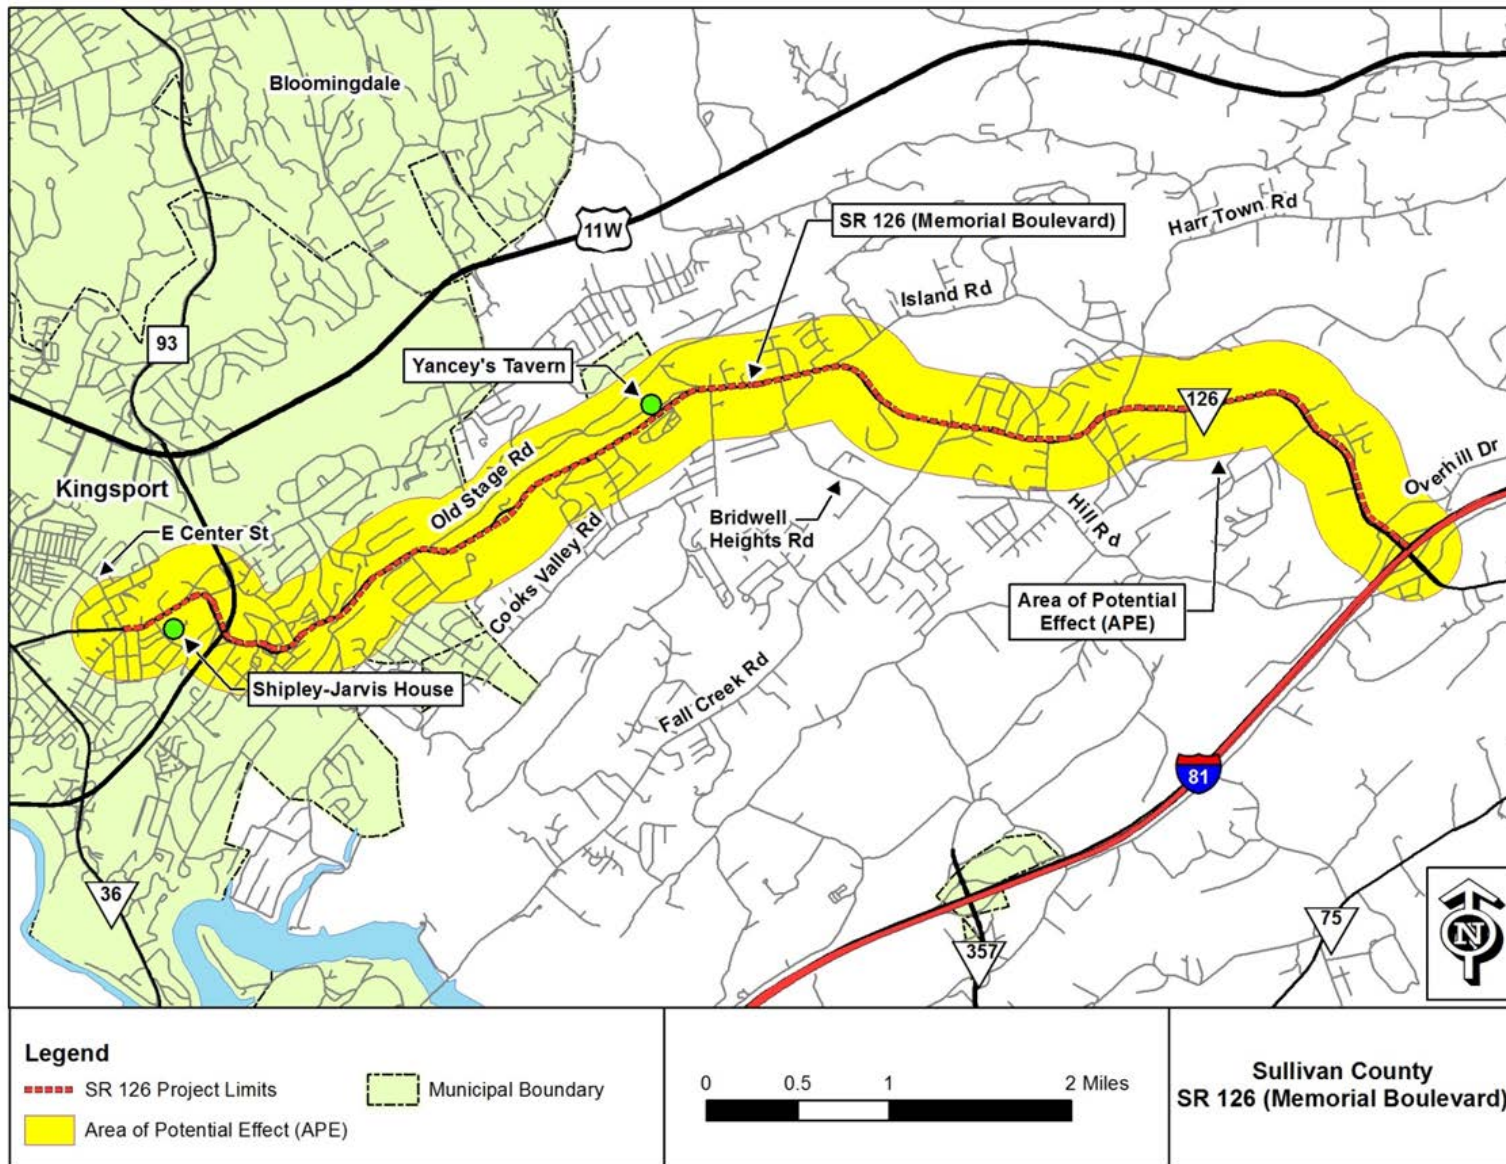 Bloomingdale
Harr Town Rd
SR 126 (Memorial Boulevard)
11W
Island Rd
93
Yancey's Tavern
126
Old Stage Rd
Overhill Dr
Kingsport
E Center St
Bridwell
Heights Rd
Hill Rd
Cooks Valley Rd
Area of Potential
Effect (APE)
Shipley-Jarvis House
Fall Creek Rd
81
36
75
357
N
Legend
SR 126 Project Limits
Municipal Boundary
Area of Potential Effect (APE)
0 0.5 1 2 Miles
Sullivan County
SR 126 (Memorial Boulevard)